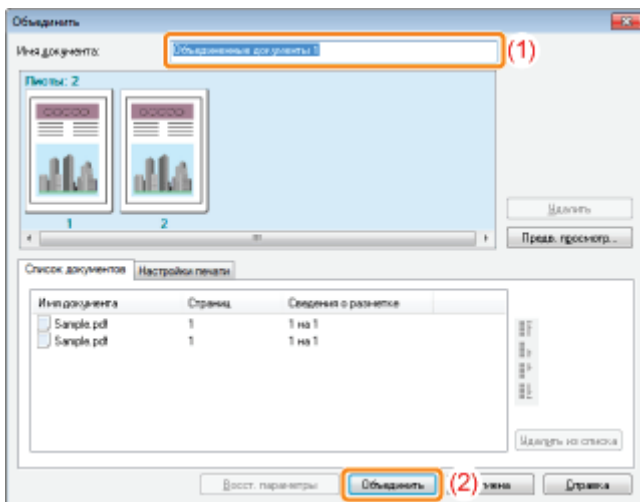 Объединить
Имя документа:
Объединенные документы 1
(1)
Листы: 2
1
2
Удалить
Предв. просмотр...
Список документов
Настройки печати
Имя документа Страниц Сведения о разметке
Sample.pdf 1 1 на 1
Sample.pdf 1 1 на 1
Удалить из списка
Восст. параметры
Объединить
(2)
мена
Справка